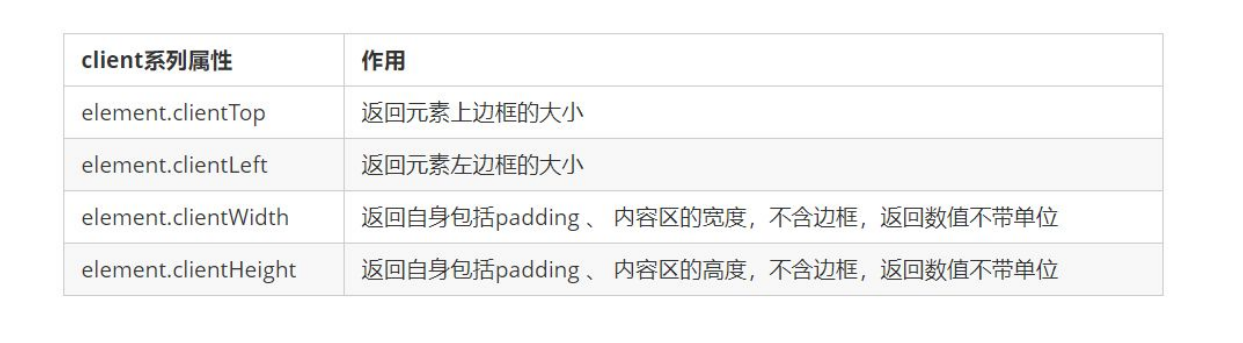 client系列属性 作用
element.clientTop 返回元素上边框的大小
element.clientLeft 返回元素左边框的大小
element.clientWidth 返回自身包括padding 、 内容区的宽度，不含边框，返回数值不带单位
element.clientHeight 返回自身包括padding 、 内容区的高度，不含边框，返回数值不带单位